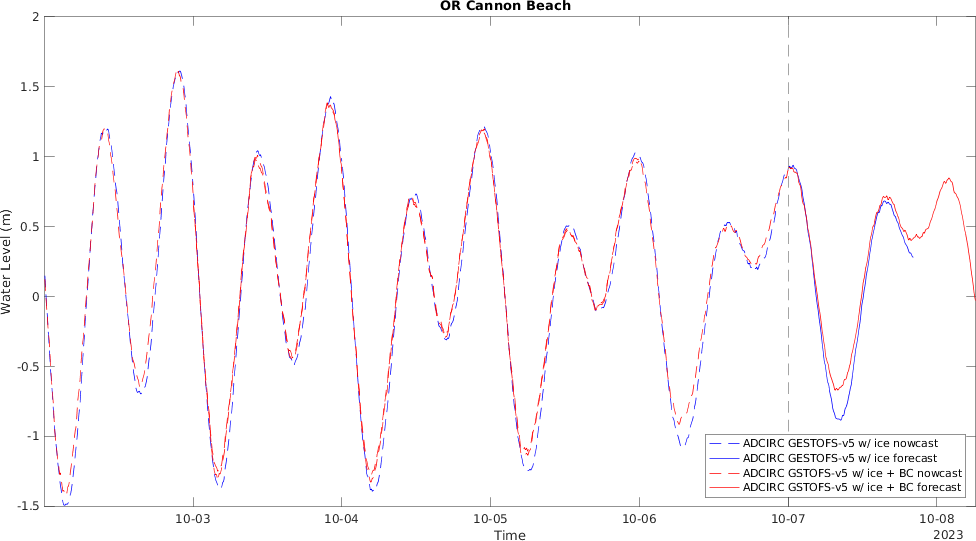 OR Cannon Beach
2
1.5
1
0.5
0
-0.5
-1
-1.5
Water Level (m)
ADCIRC GESTOFS-v5 w/ ice nowcast
ADCIRC GESTOFS-v5 w/ ice forecast
ADCIRC GSTOFS-v5 w/ ice + BC nowcast
ADCIRC GSTOFS-v5 w/ ice + BC forecast
10-03 10-04 10-05 10-06 10-07 10-08
Time
2023